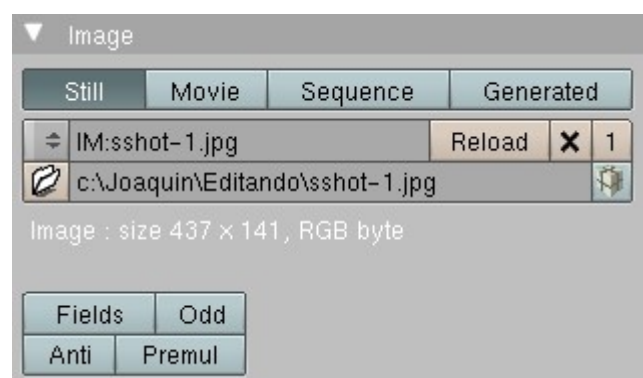 Image
Still Movie Sequence Generated
IM:sshot-1.jpg Reload X 1
c:\Joaquin\Editando\sshot-1.jpg
Image : size 437 × 141, RGB byte
Fields Odd
Anti Premul